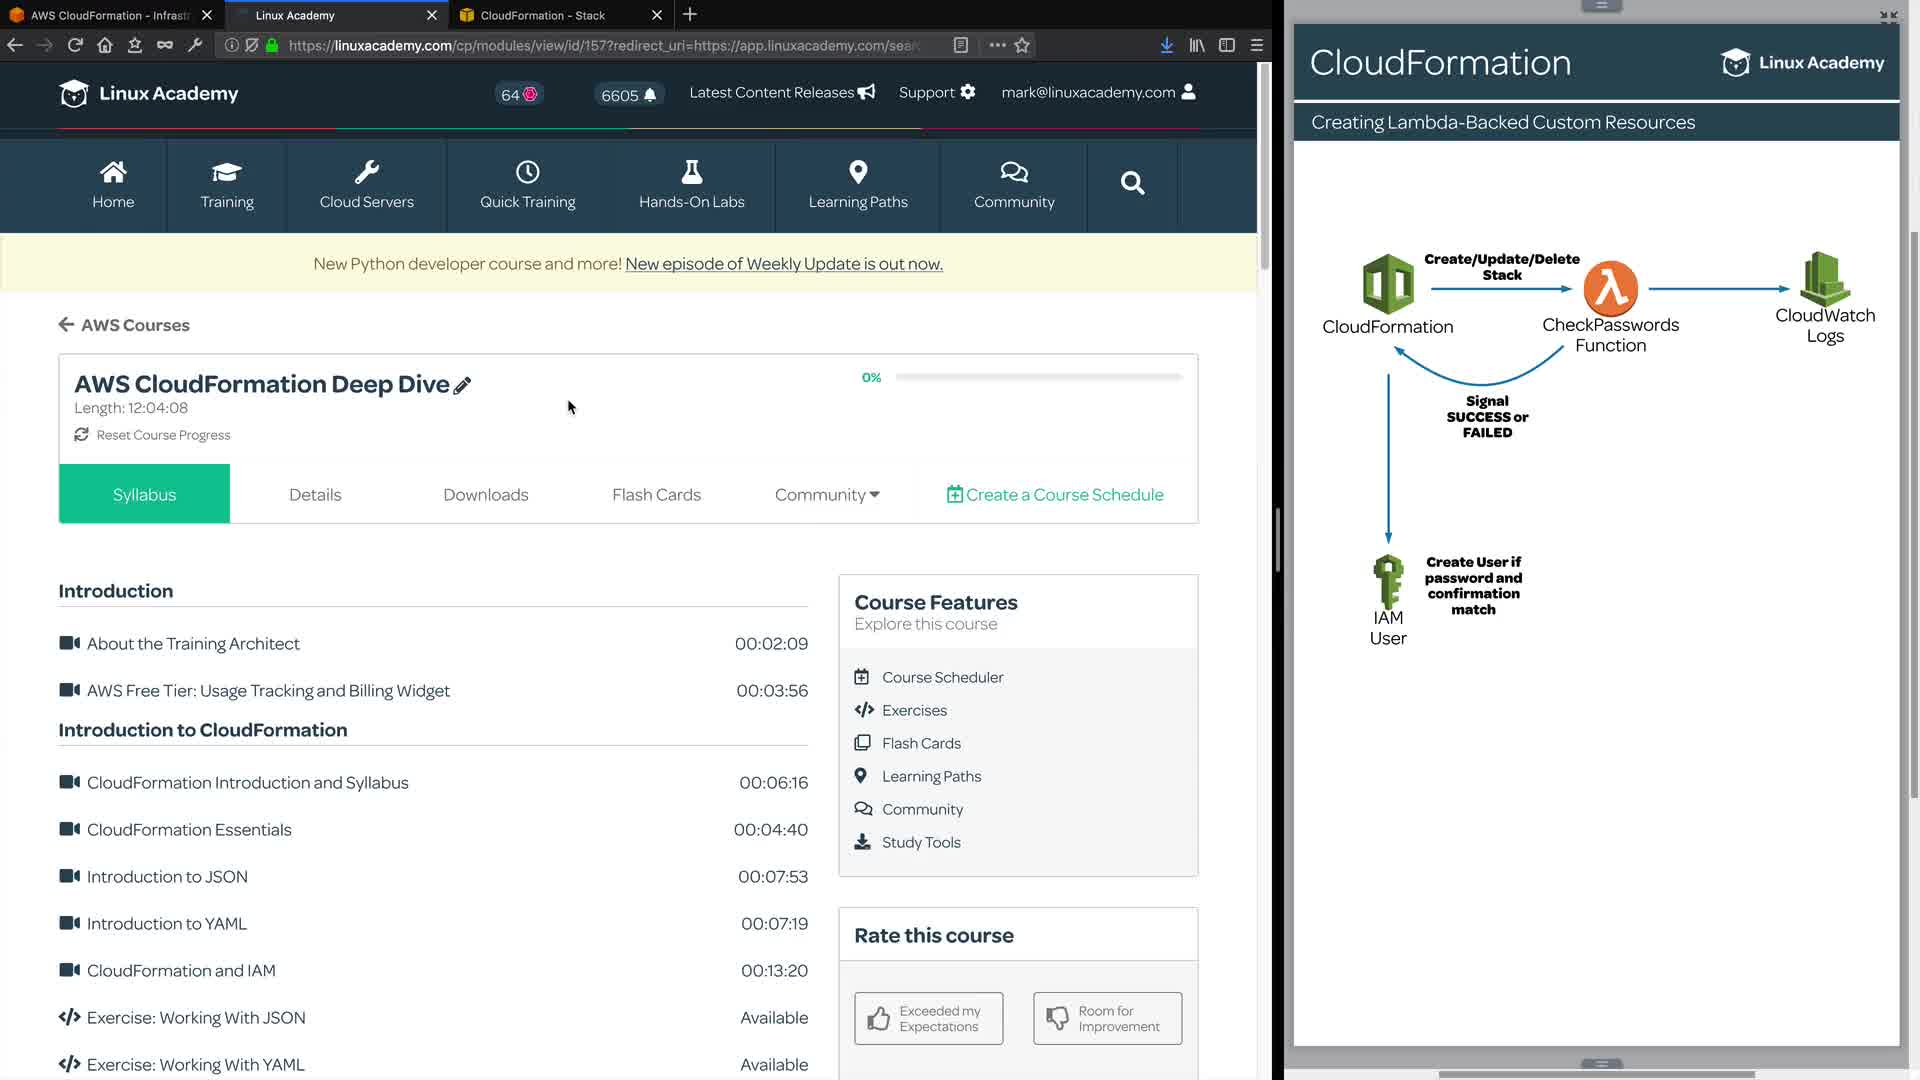 AWS CloudFormation - Infrastr
Linux Academy
CloudFormation - Stack
https://linuxacademy.com/cp/modules/view/id/157?redirect_uri=https://app.linuxacademy.com/sear
Linux Academy
64
6605
Latest Content Releases
Support
mark@linuxacademy.com
Home
Training
Cloud Servers
Quick Training
Hands-On Labs
Learning Paths
Community
New Python developer course and more! New episode of Weekly Update is out now.
AWS Courses
AWS CloudFormation Deep Dive
0%
Length: 12:04:08
Reset Course Progress
Syllabus
Details
Downloads
Flash Cards
Community
Create a Course Schedule
Introduction
About the Training Architect 00:02:09
AWS Free Tier: Usage Tracking and Billing Widget 00:03:56
Introduction to CloudFormation
CloudFormation Introduction and Syllabus 00:06:16
CloudFormation Essentials 00:04:40
Introduction to JSON 00:07:53
Introduction to YAML 00:07:19
CloudFormation and IAM 00:13:20
Exercise: Working With JSON Available
Exercise: Working With YAML Available
Course Features
Explore this course
Course Scheduler
Exercises
Flash Cards
Learning Paths
Community
Study Tools
Rate this course
Exceeded my
Expectations
Room for
Improvement
CloudFormation
Linux Academy
Creating Lambda-Backed Custom Resources
Create/Update/Delete
Stack
CloudFormation
CheckPasswords
Function
CloudWatch
Logs
Signal
SUCCESS or
FAILED
Create User if
password and
confirmation
match
IAM
User